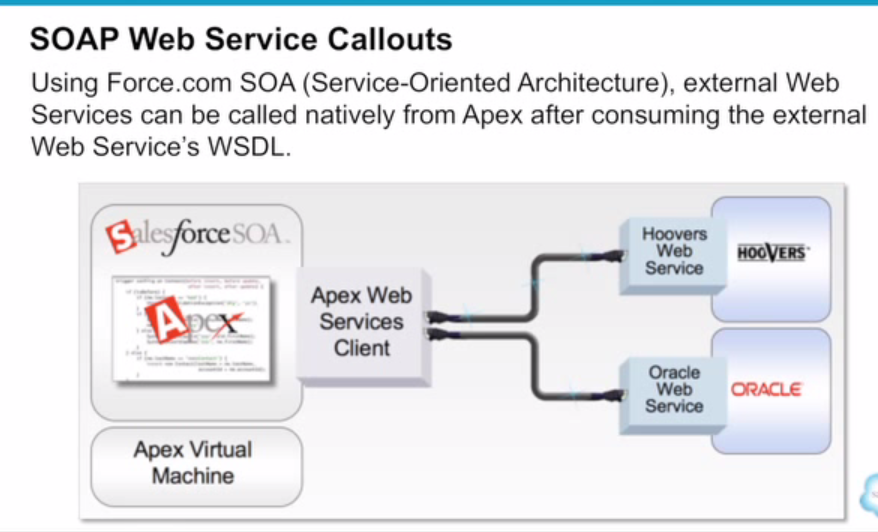 SOAP Web Service Callouts
Using Force.com SOA (Service-Oriented Architecture), external Web
Services can be called natively from Apex after consuming the external
Web Service's WSDL.
SalesforceSOA
Apex
Apex Virtual
Machine
Apex Web
Services
Client
Hoovers
Web
Service
HOOVERS
Oracle
Web
Service
ORACLE